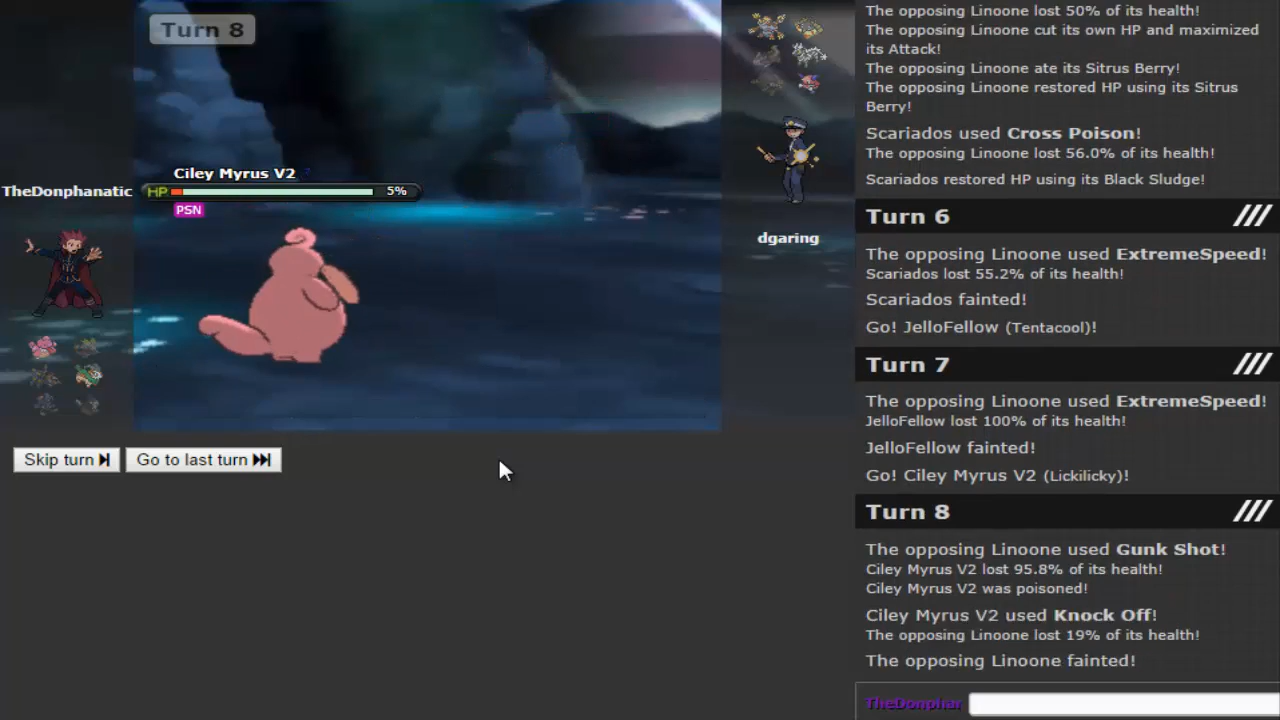 Turn 8
Ciley Myrus V2
HP 5%
PSN
TheDonphanatic
dgaring
Skip turn
Go to last turn
The opposing Linoone lost 50% of its health!
The opposing Linoone cut its own HP and maximized
its Attack!
The opposing Linoone ate its Sitrus Berry!
The opposing Linoone restored HP using its Sitrus
Berry!
Scariados used Cross Poison!
The opposing Linoone lost 56.0% of its health!
Scariados restored HP using its Black Sludge!
Turn 6
The opposing Linoone used ExtremeSpeed!
Scariados lost 55.2% of its health!
Scariados fainted!
Go! JelloFellow (Tentacool)!
Turn 7
The opposing Linoone used ExtremeSpeed!
JelloFellow lost 100% of its health!
JelloFellow fainted!
Go! Ciley Myrus V2 (Lickilicky)!
Turn 8
The opposing Linoone used Gunk Shot!
Ciley Myrus V2 lost 95.8% of its health!
Ciley Myrus V2 was poisoned!
Ciley Myrus V2 used Knock Off!
The opposing Linoone lost 19% of its health!
The opposing Linoone fainted!
TheDonphar